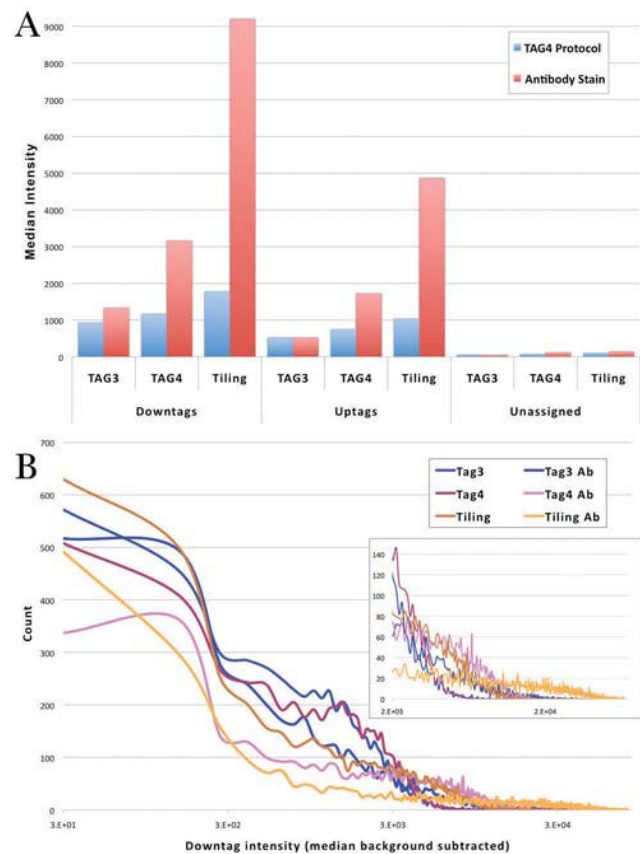 A
9000
8000
7000
6000
5000
4000
3000
2000
1000
0
Median Intensity
TAG4 Protocol
Antibody Stain
TAG3 TAG4 Tiling TAG3 TAG4 Tiling TAG3 TAG4 Tiling
Downtags Uptags Unassigned
B
700
600
500
400
300
200
100
0
Count
Tag3 Tag3 Ab
Tag4 Tag4 Ab
Tiling Tiling Ab
140
120
100
80
60
40
20
0
2.E+03 2.E+04
3.E+01 3.E+02 3.E+03 3.E+04
Downtag intensity (median background subtracted)